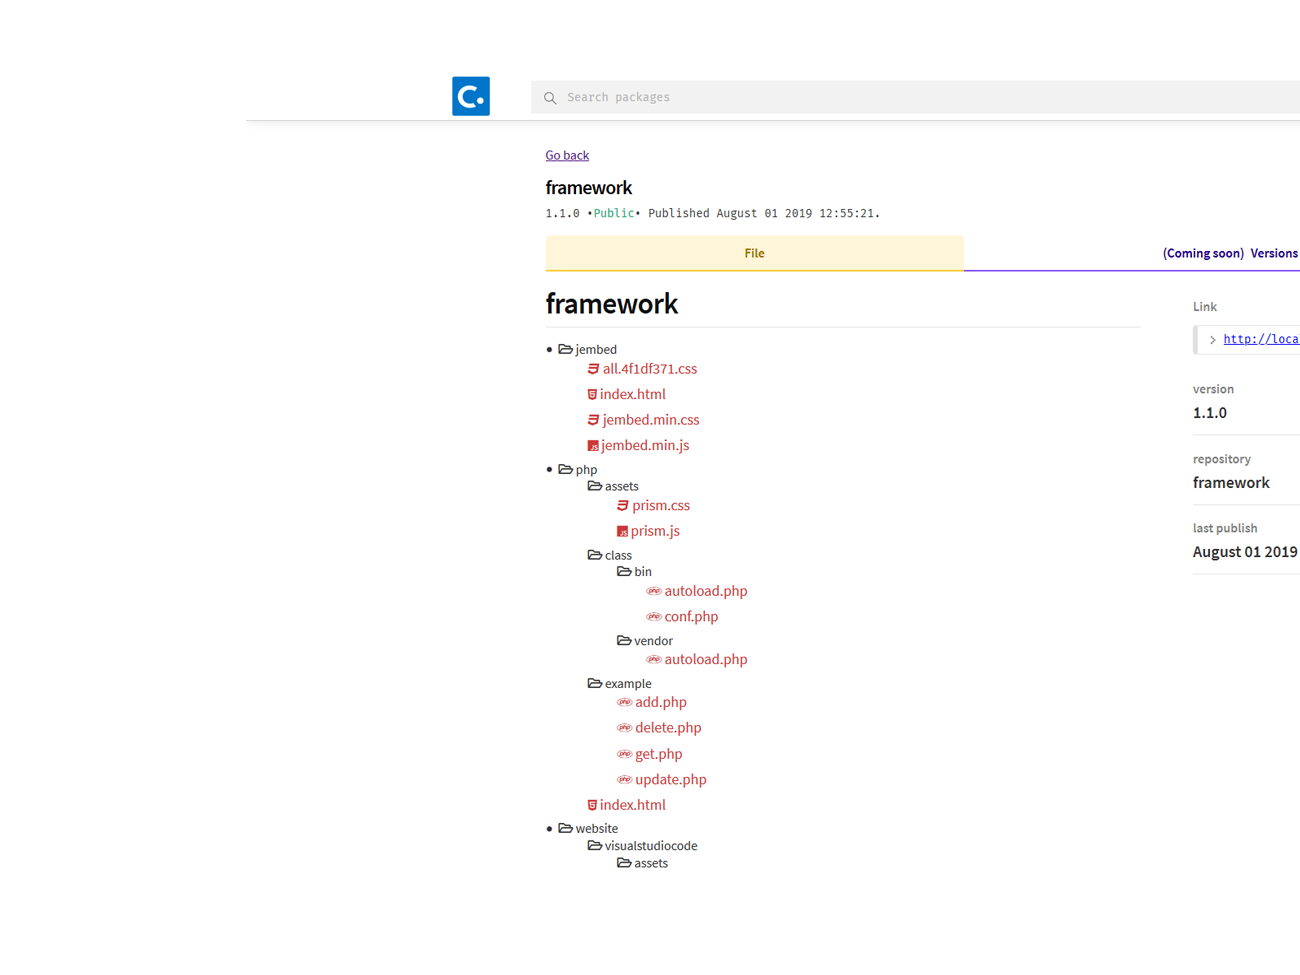 C.
Search packages
Go back
framework
1.1.0 •Public• Published August 01 2019 12:55:21.
File
(Coming soon) Versions
framework
• jembed
all.4f1df371.css
index.html
jembed.min.css
jembed.min.js
• php
assets
prism.css
prism.js
class
bin
autoload.php
conf.php
vendor
autoload.php
example
add.php
delete.php
get.php
update.php
index.html
• website
visualstudiocode
assets
Link
> http://loca
version
1.1.0
repository
framework
last publish
August 01 2019